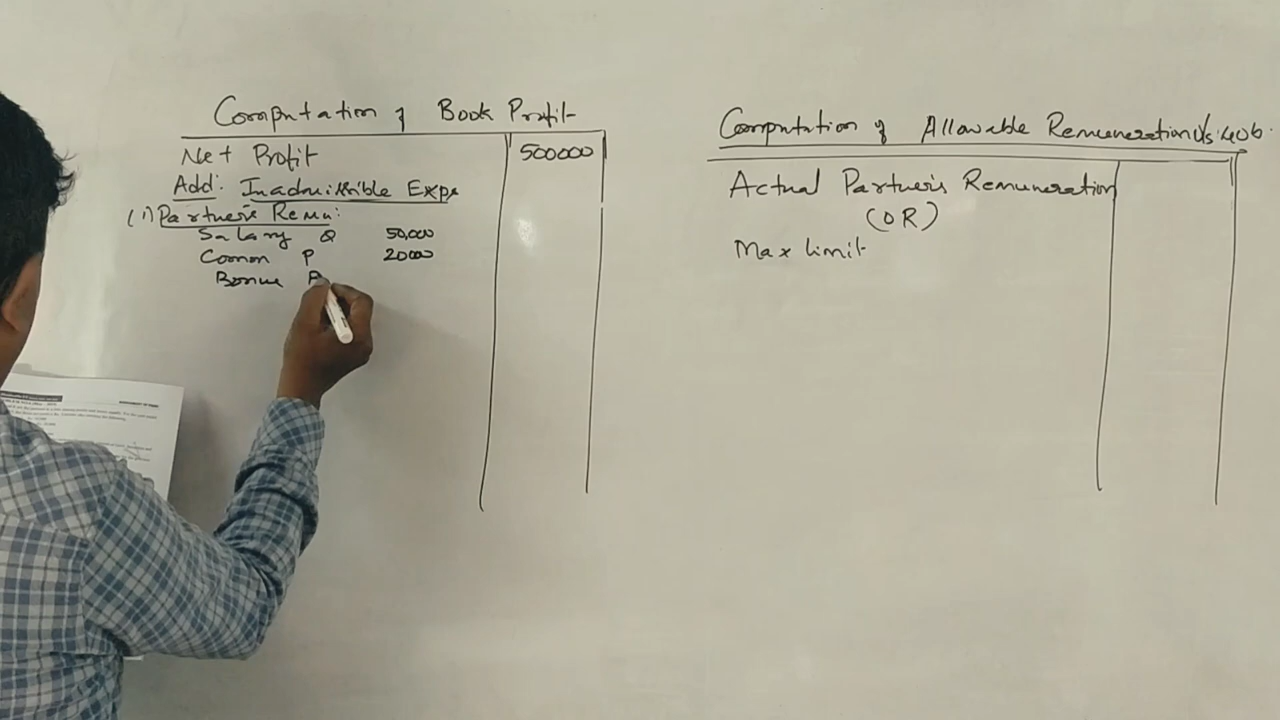 Computation of Book Profit
Net Profit 500000
Add: Inadmissible Exps
(1) Partner's Remu:
Salary Q 50,000
Commn P 20000
Bonus P
Computation of Allowable Remuneration U/s. 40b.
Actual Partner's Remuneration
(OR)
Max limit